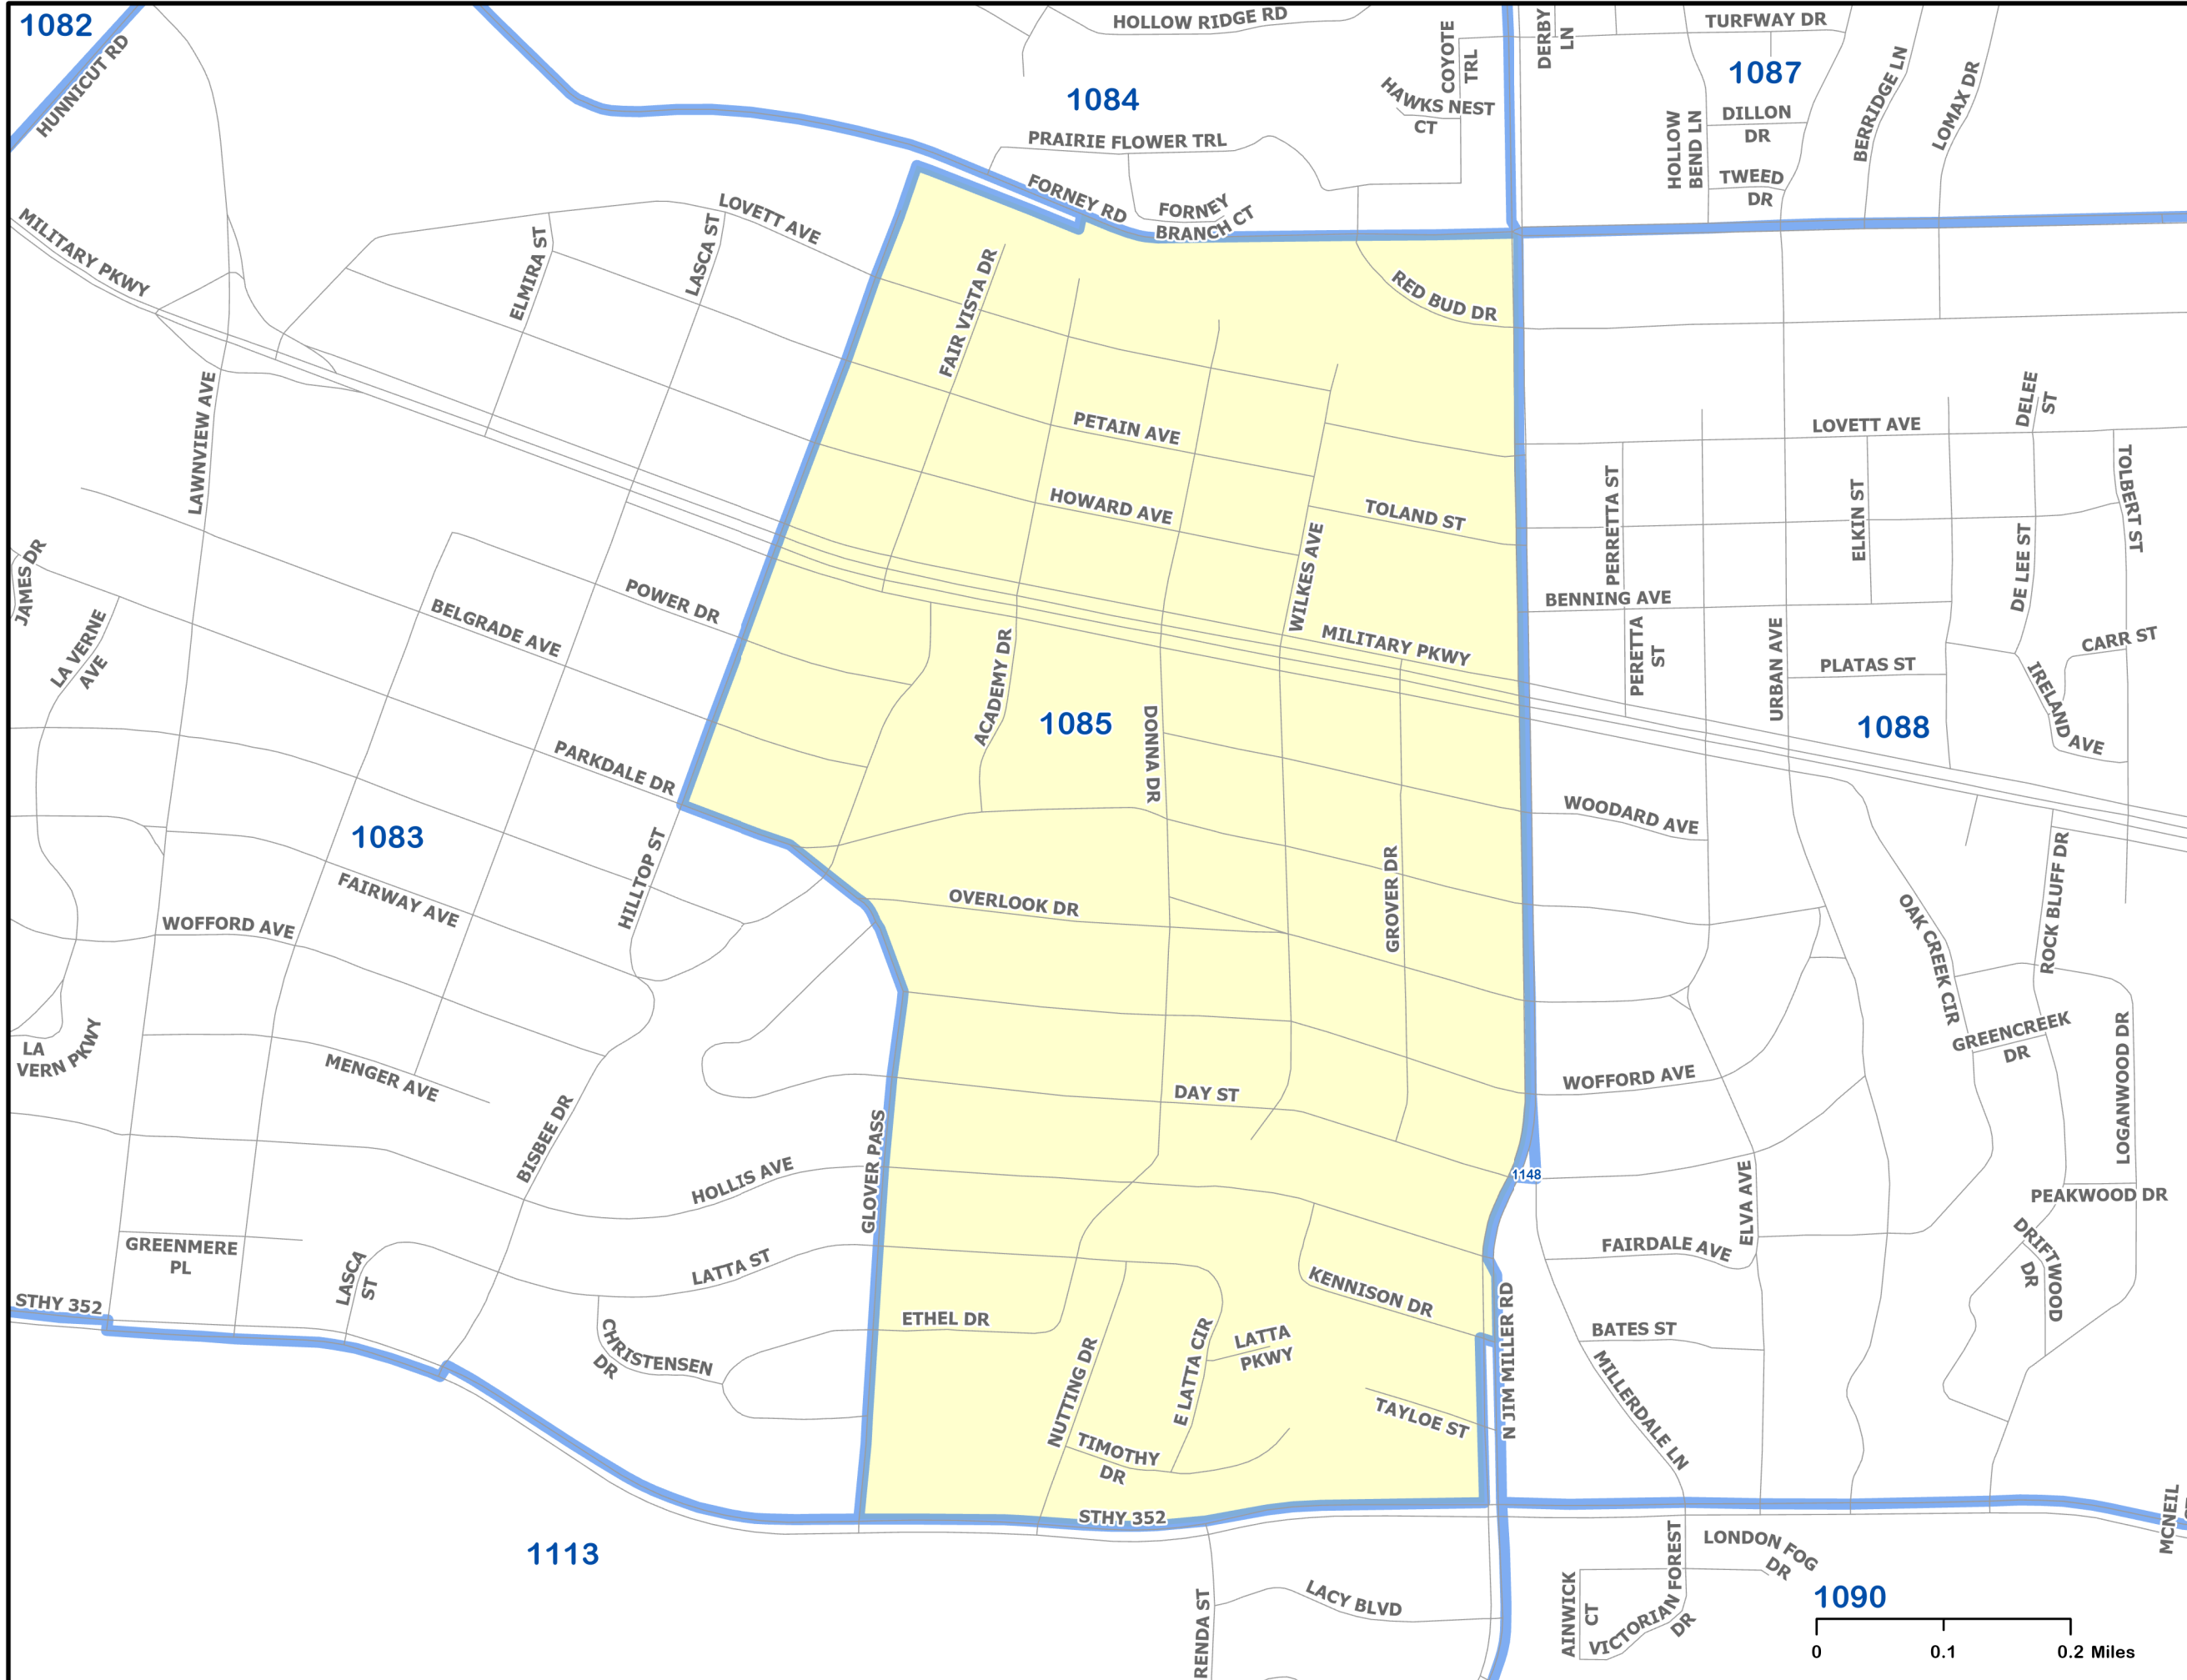 1082
HUNNICUT RD
HOLLOW RIDGE RD
COYOTE
TRL
DERBY
LN
TURFWAY DR
1087
1084
HAWKS NEST
CT
HOLLOW
BEND LN
DILLON
DR
BERRIDGE LN
LOMAX DR
PRAIRIE FLOWER TRL
TWEED
DR
FORNEY RD
FORNEY
BRANCH CT
MILITARY PKWY
LOVETT AVE
ELMIRA ST
LASCA ST
FAIR VISTA DR
RED BUD DR
LAWNVIEW AVE
PETAIN AVE
LOVETT AVE
DELEE
ST
HOWARD AVE
TOLAND ST
PERRETTA ST
ELKIN ST
TOLBERT ST
JAMES DR
LA VERNE
AVE
BELGRADE AVE
POWER DR
WILKES AVE
BENNING AVE
DE LEE ST
MILITARY PKWY
ACADEMY DR
PERETTA
ST
URBAN AVE
PLATAS ST
CARR ST
IRELAND AVE
1085
DONNA DR
1088
PARKDALE DR
WOODARD AVE
1083
HILLTOP ST
GROVER DR
ROCK BLUFF DR
FAIRWAY AVE
OVERLOOK DR
OAK CREEK CIR
WOFFORD AVE
GREENCREEK
DR
LOGANWOOD DR
LA
VERN PKWY
MENGER AVE
DAY ST
WOFFORD AVE
BISBEE DR
GLOVER PASS
HOLLIS AVE
1148
ELVA AVE
PEAKWOOD DR
GREENMERE
PL
LASCA
ST
LATTA ST
KENNISON DR
FAIRDALE AVE
DRIFTWOOD
DR
STHY 352
ETHEL DR
N JIM MILLER RD
BATES ST
CHRISTENSEN
DR
NUTTING DR
E LATTA CIR
LATTA
PKWY
MILLERDALE LN
TAYLOE ST
TIMOTHY
DR
STHY 352
MCNEIL
1113
VICTORIAN FOREST
DR
LONDON FOG
DR
RENDA ST
LACY BLVD
AINWICK
CT
1090
0 0.1 0.2 Miles